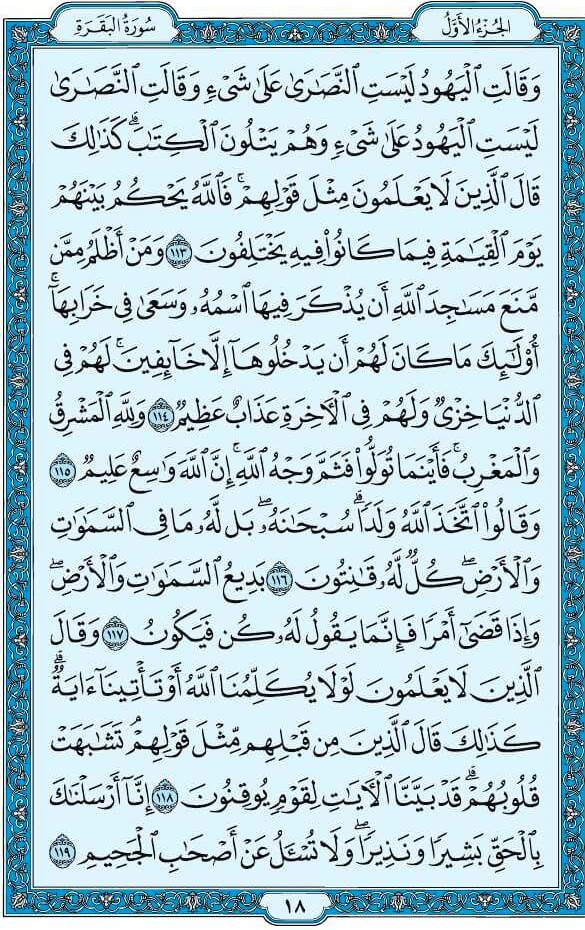 الجُزْءُ الأَوَّلُ
سُورَةُ البَقَرَةِ
وَقَالَتِ ٱلْيَهُودُ لَيْسَتِ ٱلنَّصَٰرَىٰ عَلَىٰ شَىْءٍ وَقَالَتِ ٱلنَّصَٰرَىٰ
لَيْسَتِ ٱلْيَهُودُ عَلَىٰ شَىْءٍ وَهُمْ يَتْلُونَ ٱلْكِتَٰبَۗ كَذَٰلِكَ
قَالَ ٱلَّذِينَ لَا يَعْلَمُونَ مِثْلَ قَوْلِهِمْۚ فَٱللَّهُ يَحْكُمُ بَيْنَهُمْ
يَوْمَ ٱلْقِيَٰمَةِ فِيمَا كَانُوا۟ فِيهِ يَخْتَلِفُونَ ١١٣ وَمَنْ أَظْلَمُ مِمَّن
مَّنَعَ مَسَٰجِدَ ٱللَّهِ أَن يُذْكَرَ فِيهَا ٱسْمُهُۥ وَسَعَىٰ فِى خَرَابِهَآۚ
أُو۟لَٰٓئِكَ مَا كَانَ لَهُمْ أَن يَدْخُلُوهَآ إِلَّا خَآئِفِينَۚ لَهُمْ فِى
ٱلدُّنْيَا خِزْىٌ وَلَهُمْ فِى ٱلْءَاخِرَةِ عَذَابٌ عَظِيمٌ ١١٤ وَلِلَّهِ ٱلْمَشْرِقُ
وَٱلْمَغْرِبُۚ فَأَيْنَمَا تُوَلُّوا۟ فَثَمَّ وَجْهُ ٱللَّهِۚ إِنَّ ٱللَّهَ وَٰسِعٌ عَلِيمٌ ١١٥
وَقَالُوا۟ ٱتَّخَذَ ٱللَّهُ وَلَدًاۗ سُبْحَٰنَهُۥۖ بَل لَّهُۥ مَا فِى ٱلسَّمَٰوَٰتِ
وَٱلْأَرْضِۖ كُلٌّ لَّهُۥ قَٰنِتُونَ ١١٦ بَدِيعُ ٱلسَّمَٰوَٰتِ وَٱلْأَرْضِۖ
وَإِذَا قَضَىٰٓ أَمْرًا فَإِنَّمَا يَقُولُ لَهُۥ كُن فَيَكُونُ ١١٧ وَقَالَ
ٱلَّذِينَ لَا يَعْلَمُونَ لَوْلَا يُكَلِّمُنَا ٱللَّهُ أَوْ تَأْتِينَآ ءَايَةٌۗ
كَذَٰلِكَ قَالَ ٱلَّذِينَ مِن قَبْلِهِم مِّثْلَ قَوْلِهِمْۘ تَشَٰبَهَتْ
قُلُوبُهُمْۗ قَدْ بَيَّنَّا ٱلْءَايَٰتِ لِقَوْمٍ يُوقِنُونَ ١١٨ إِنَّآ أَرْسَلْنَٰكَ
بِٱلْحَقِّ بَشِيرًا وَنَذِيرًاۖ وَلَا تُسْـَٔلُ عَنْ أَصْحَٰبِ ٱلْجَحِيمِ ١١٩
١٨